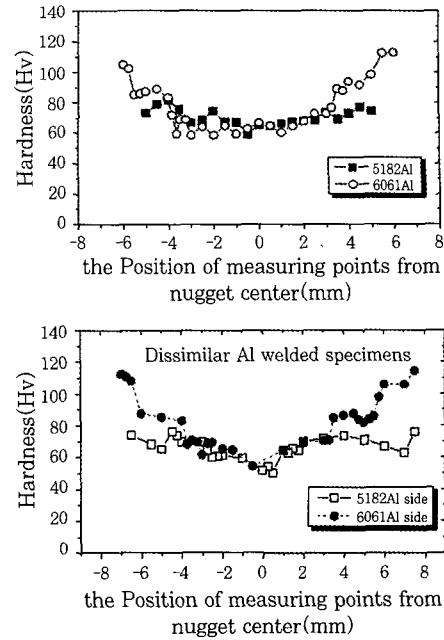 Hardness(Hv)
140
120
100
80
60
40
20
0
5182Al
6061Al
-8 -6 -4 -2 0 2 4 6 8
the Position of measuring points from
nugget center(mm)
Dissimilar Al welded specimens
Hardness(Hv)
140
120
100
80
60
40
20
0
5182Al side
6061Al side
-8 -6 -4 -2 0 2 4 6 8
the Position of measuring points from
nugget center(mm)